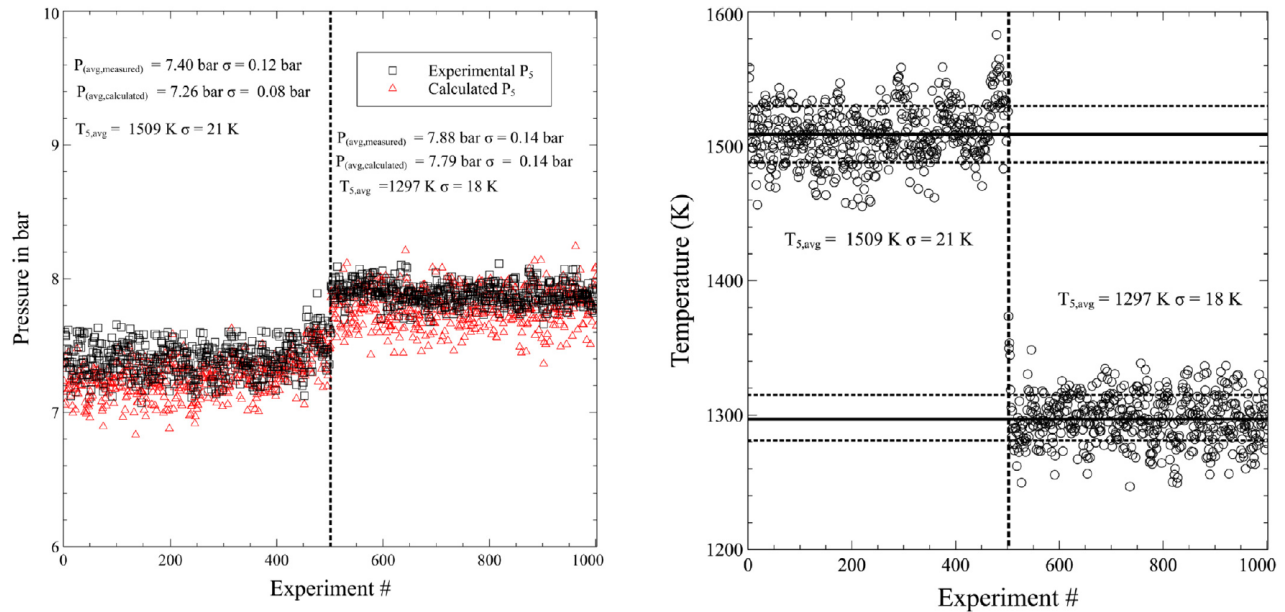 10
9
8
7
6
Pressure in bar
P(avg,measured) = 7.40 bar σ = 0.12 bar
P(avg,calculated) = 7.26 bar σ = 0.08 bar
T5,avg = 1509 K σ = 21 K
Experimental P5
Calculated P5
P(avg,measured) = 7.88 bar σ = 0.14 bar
P(avg,calculated) = 7.79 bar σ = 0.14 bar
T5,avg =1297 K σ = 18 K
0 200 400 600 800 1000
Experiment #
1600
1500
1400
1300
1200
Temperature (K)
T5,avg = 1509 K σ = 21 K
T5,avg = 1297 K σ = 18 K
0 200 400 600 800 1000
Experiment #